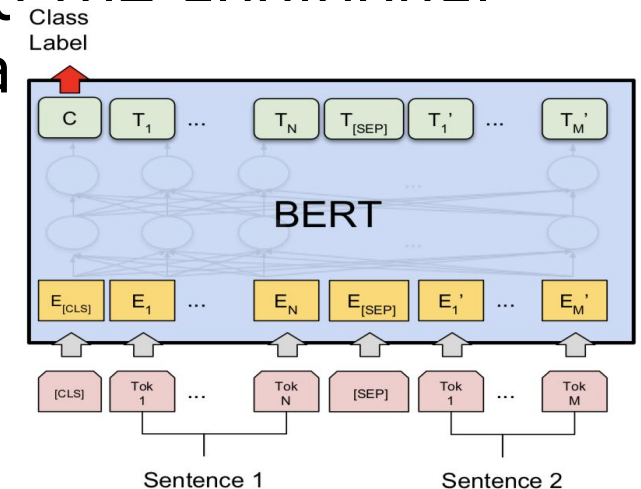 Class
Label
C T1 ... TN T[SEP] T1’ ... TM’
...
BERT
...
E[CLS] E1 ... EN E[SEP] E1’ ... EM’
[CLS] Tok 1 ... Tok N [SEP] Tok 1 ... Tok M
Sentence 1 Sentence 2